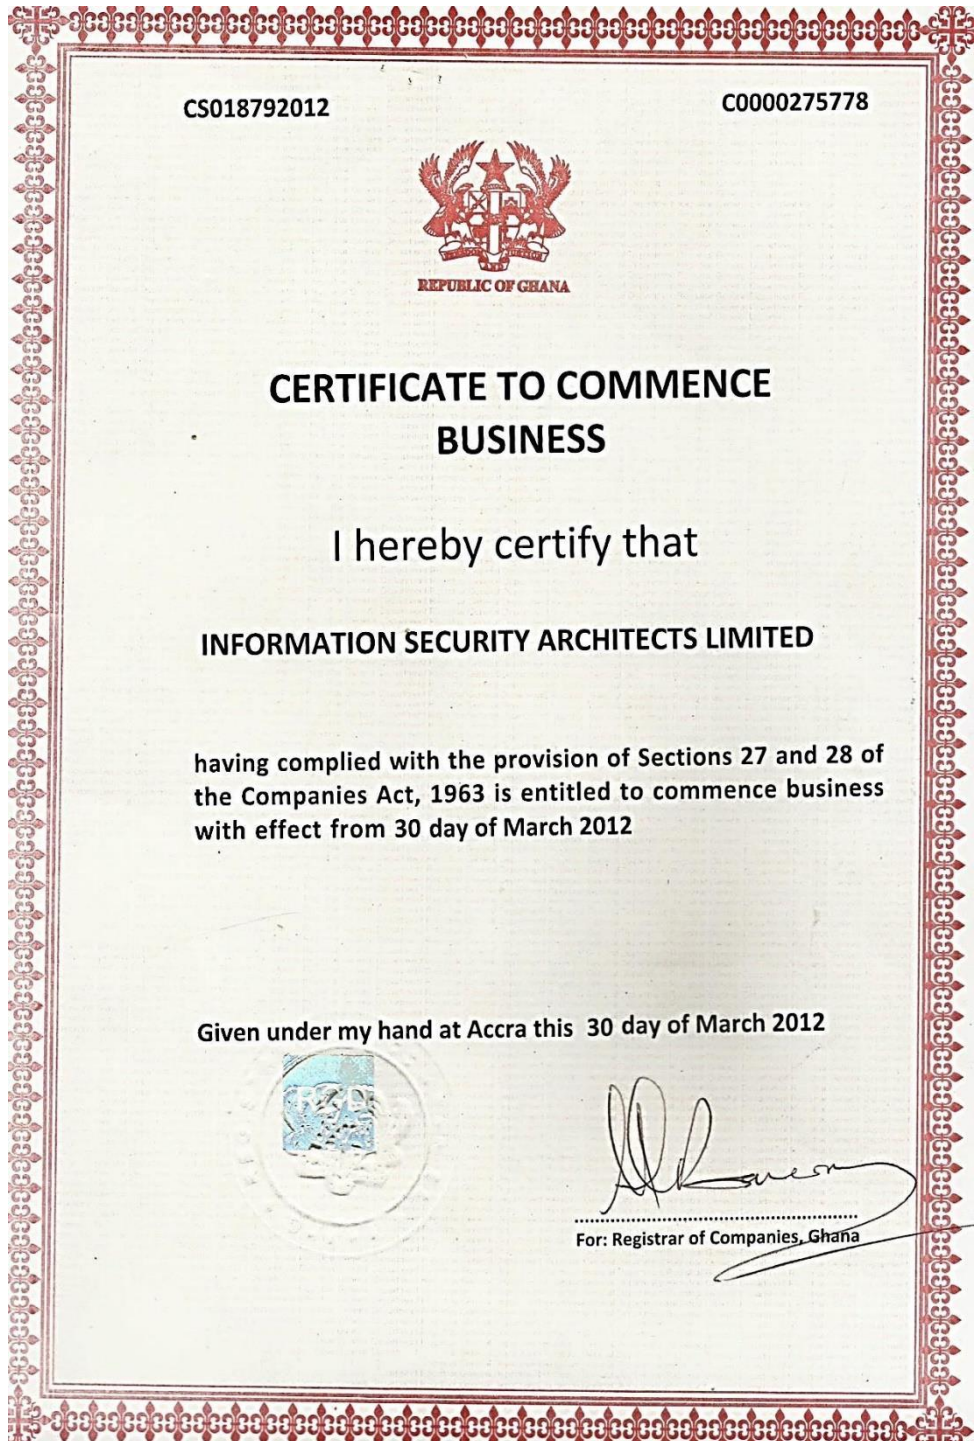 CS018792012
C0000275778
REPUBLIC OF GHANA
CERTIFICATE TO COMMENCE
BUSINESS
I hereby certify that
INFORMATION SECURITY ARCHITECTS LIMITED
having complied with the provision of Sections 27 and 28 of
the Companies Act, 1963 is entitled to commence business
with effect from 30 day of March 2012
Given under my hand at Accra this 30 day of March 2012
For: Registrar of Companies, Ghana